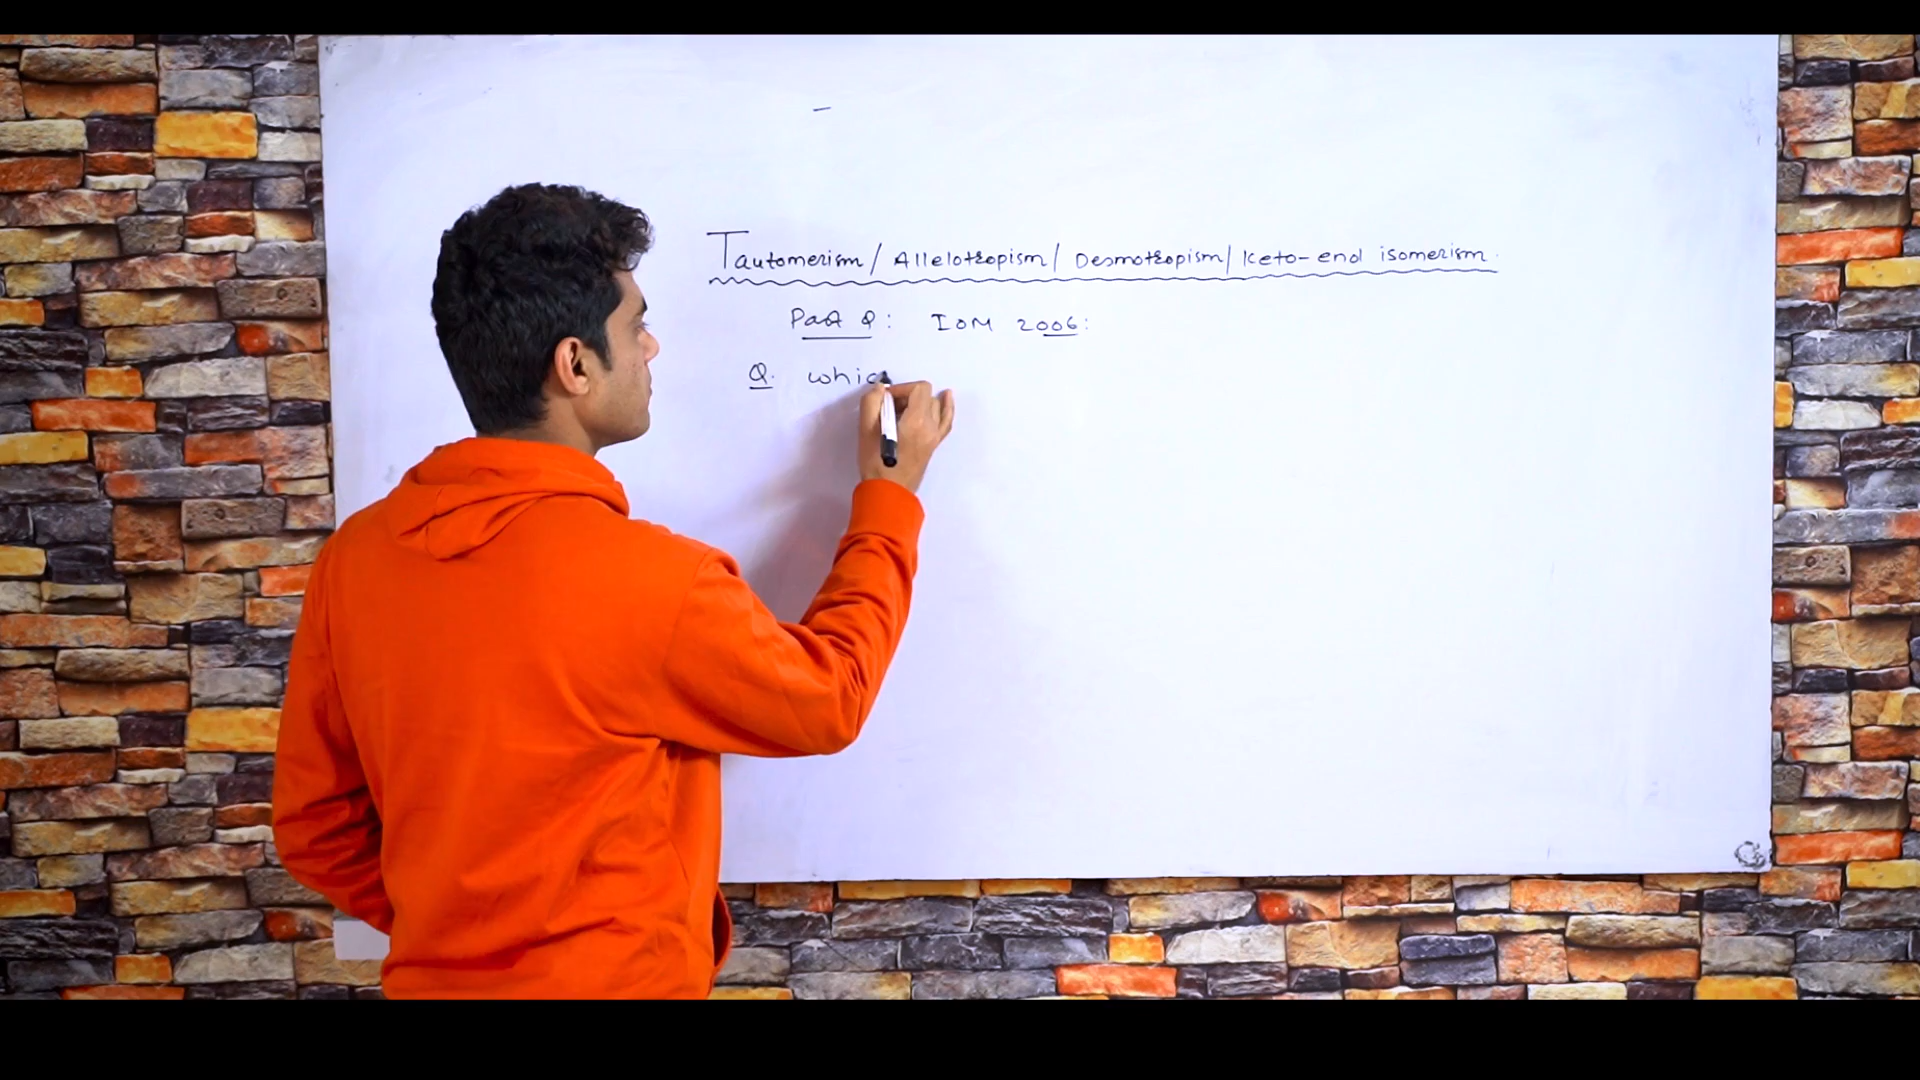 Tautomerism/ Allelotropism/ Desmotropism/ Keto-enol isomerism.
Past Q: IOM 2006:
Q. whic